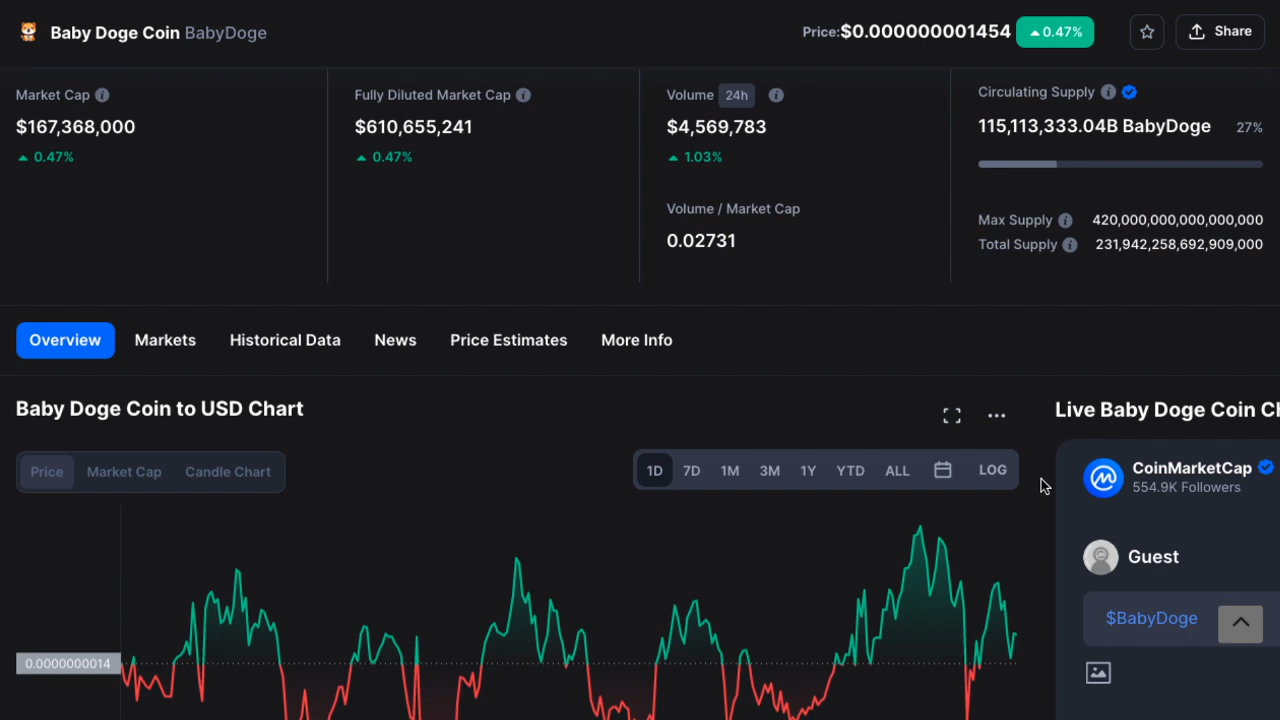 Baby Doge Coin BabyDoge
Price:$0.000000001454 0.47% Share
Market Cap
$167,368,000
0.47%
Fully Diluted Market Cap
$610,655,241
0.47%
Volume 24h
$4,569,783
1.03%
Volume / Market Cap
0.02731
Circulating Supply
115,113,333.04B BabyDoge 27%
Max Supply 420,000,000,000,000,000
Total Supply 231,942,258,692,909,000
Overview Markets Historical Data News Price Estimates More Info
Baby Doge Coin to USD Chart
Price Market Cap Candle Chart
1D 7D 1M 3M 1Y YTD ALL LOG
0.0000000014
Live Baby Doge Coin
CoinMarketCap
554.9K Followers
Guest
$BabyDoge